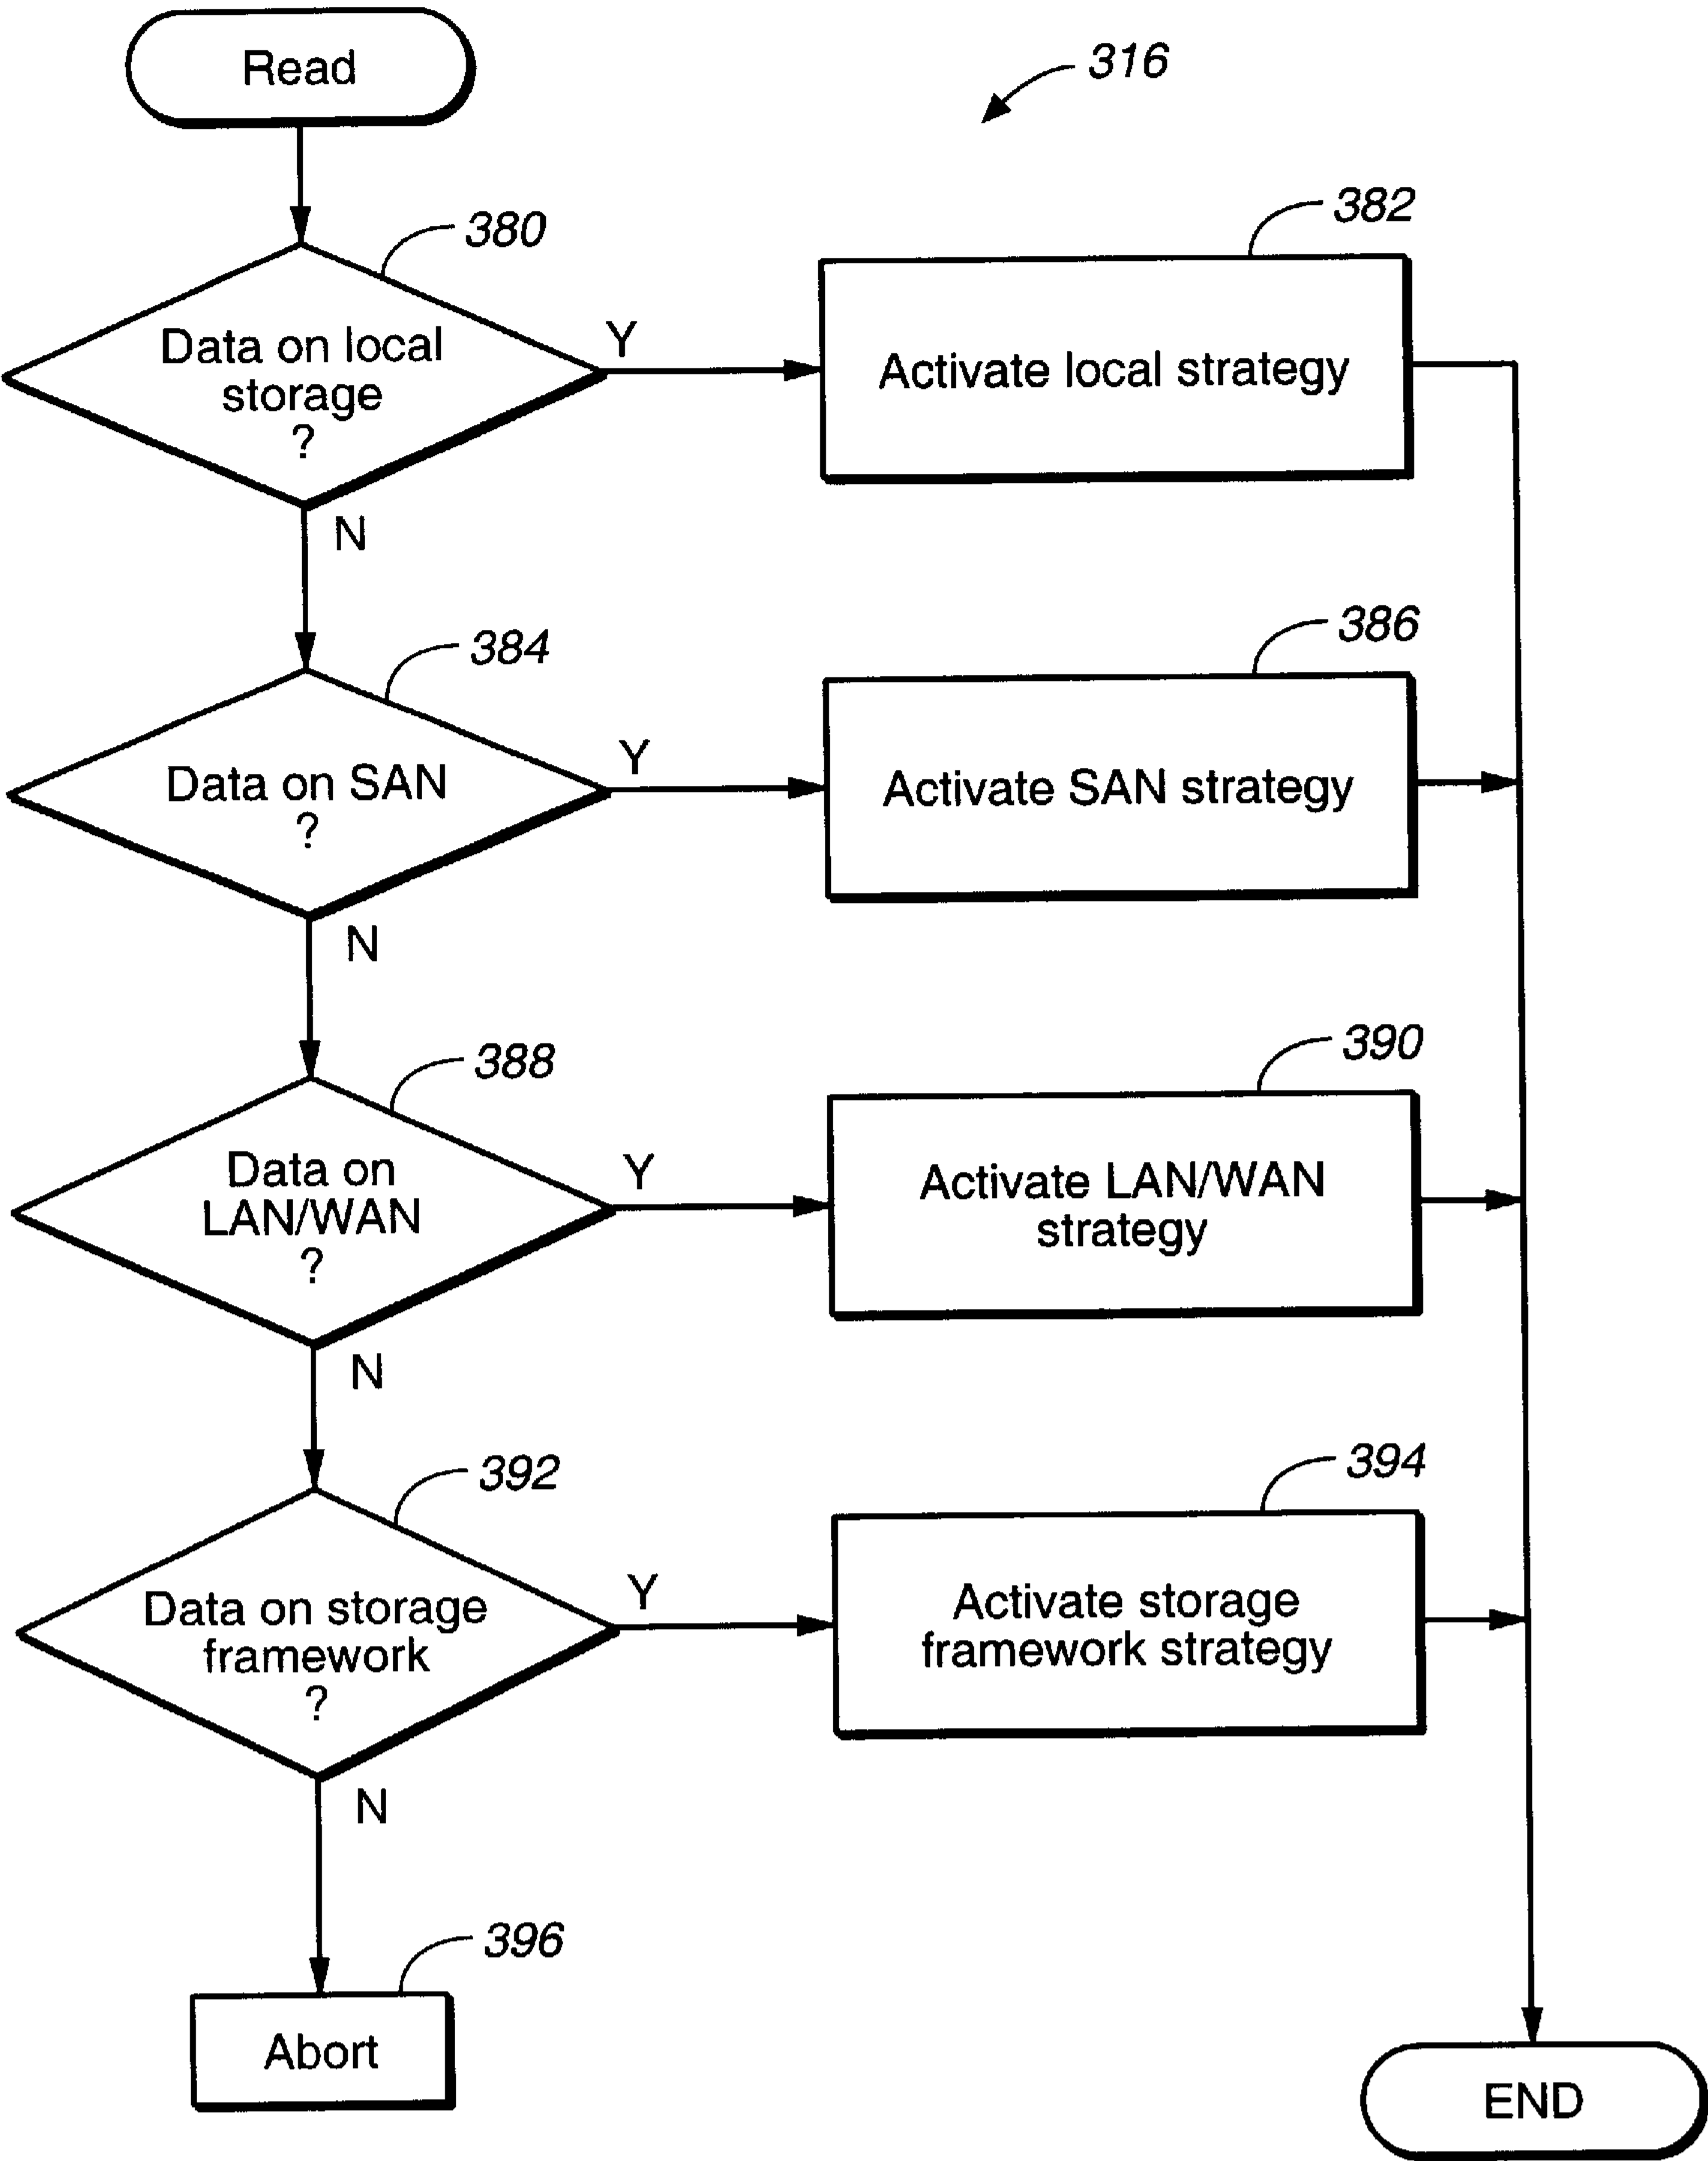 Read
316
380
382
Data on local
storage
?
Y
Activate local strategy
N
384
386
Data on SAN
?
Y
Activate SAN strategy
N
388
390
Data on
LAN/WAN
?
Y
Activate LAN/WAN
strategy
N
392
394
Data on storage
framework
?
Y
Activate storage
framework strategy
N
396
Abort
END